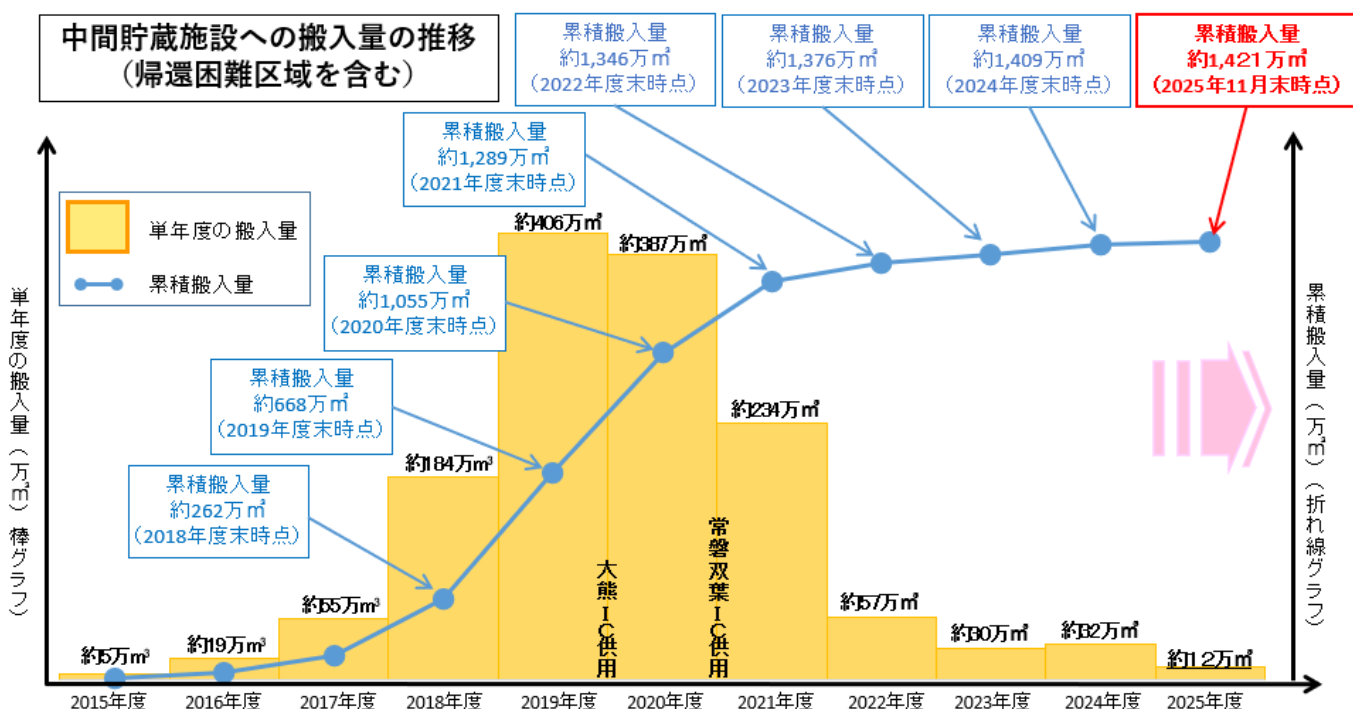 中間貯蔵施設への搬入量の推移
（帰還困難区域を含む）
累積搬入量
約1,346万㎥
（2022年度末時点）
累積搬入量
約1,376万㎥
（2023年度末時点）
累積搬入量
約1,409万㎥
（2024年度末時点）
累積搬入量
約1,421万㎥
（2025年11月末時点）
累積搬入量
約1,289万㎥
（2021年度末時点）
単年度の搬入量
累積搬入量
累積搬入量
約1,055万㎥
（2020年度末時点）
累積搬入量
約668万㎥
（2019年度末時点）
累積搬入量
約262万㎥
（2018年度末時点）
単年度の搬入量（万㎥）棒グラフ）
累積搬入量（万㎥）（折れ線グラフ）
約5万m³
約19万m³
約55万m³
約184万m³
約406万㎥
約387万㎥
約234万㎥
約57万㎥
約30万㎥
約32万㎥
約12万㎥
大熊IC供用
常磐双葉IC供用
2015年度
2016年度
2017年度
2018年度
2019年度
2020年度
2021年度
2022年度
2023年度
2024年度
2025年度